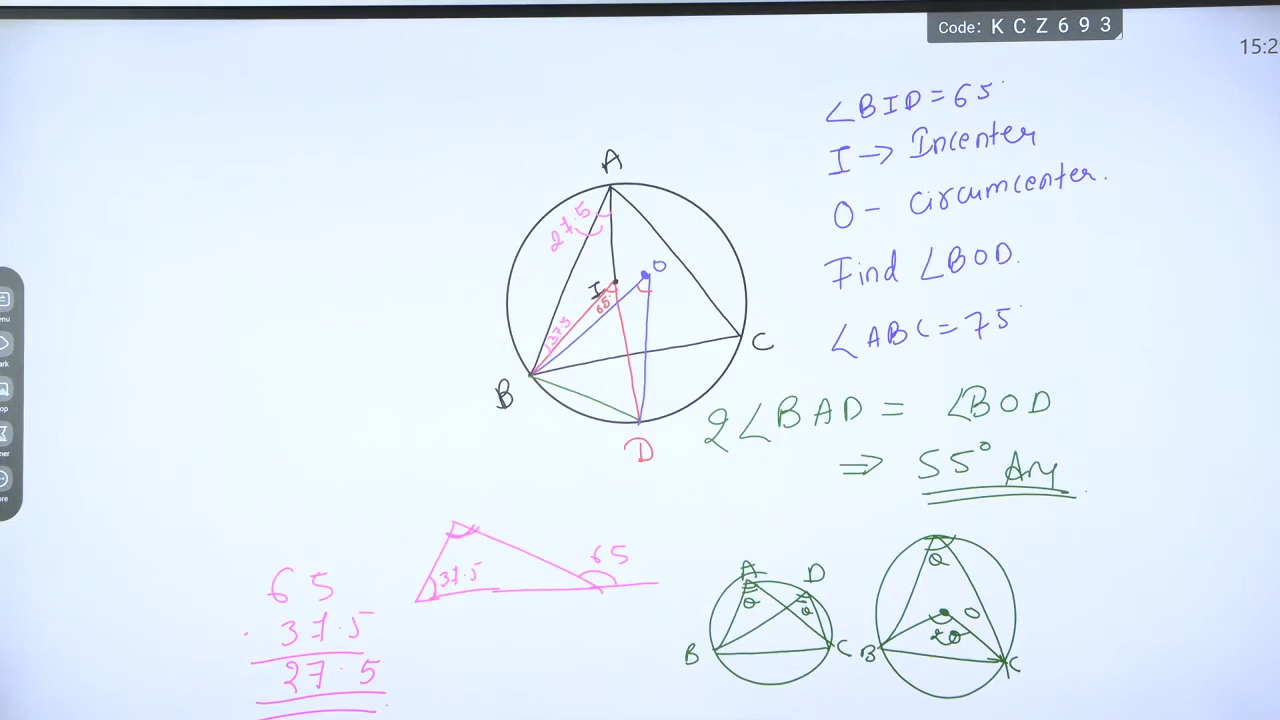 Code: K C Z 6 9 3
15:2
∠BID = 65°
I → Incenter
O - circumcenter.
Find ∠BOD.
∠ABC = 75°
A
27.5
I
O
65°
37.5
B
C
D
2∠BAD = ∠BOD
⇒ 55° Ans
65
37.5
27.5
37.5
65
A
D
θ
θ
B
C
θ
O
2θ
B
C